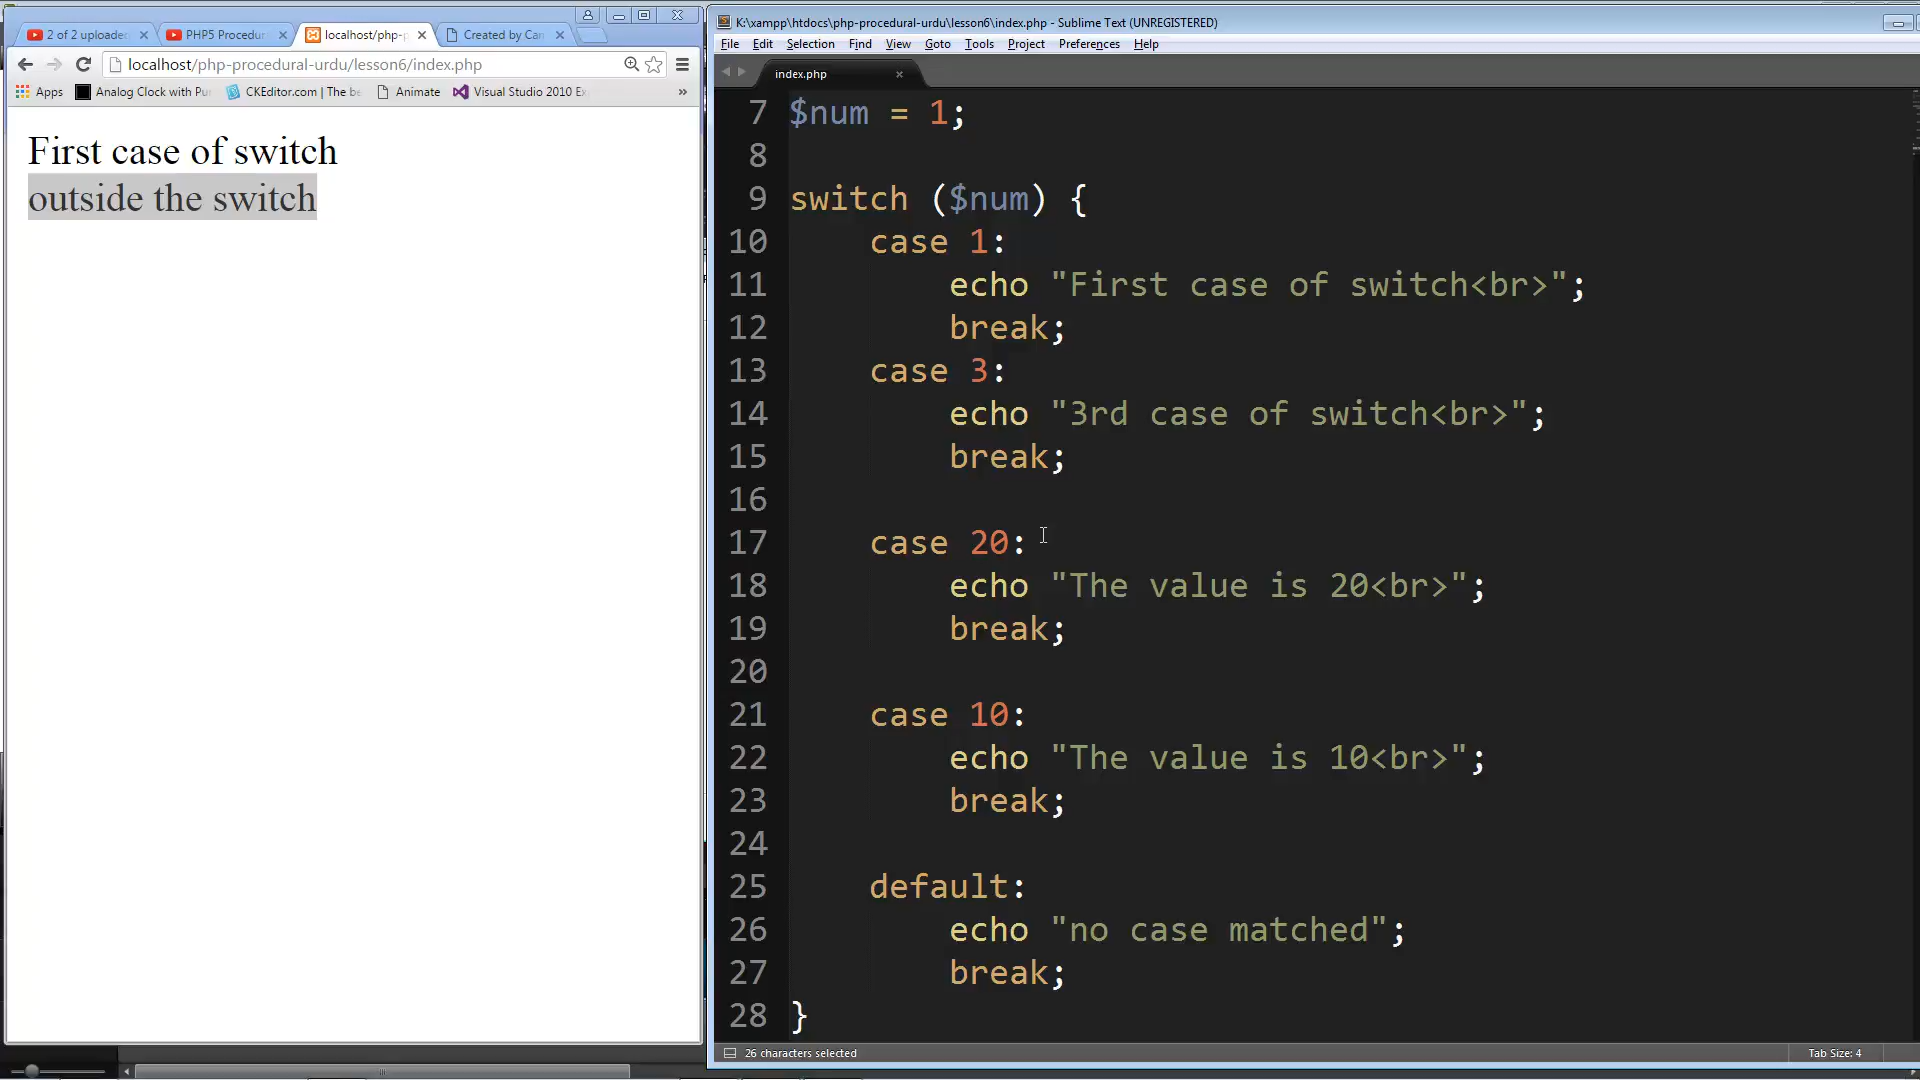 2 of 2 uploade
PHP5 Procedur
localhost/php-p
Created by Cam
localhost/php-procedural-urdu/lesson6/index.php
Apps
Analog Clock with Pu
CKEditor.com | The be
Animate
Visual Studio 2010 Ex
»
First case of switch
outside the switch
K:\xampp\htdocs\php-procedural-urdu\lesson6\index.php - Sublime Text (UNREGISTERED)
File Edit Selection Find View Goto Tools Project Preferences Help
index.php
7 $num = 1;
8
9 switch ($num) {
10 case 1:
11 echo "First case of switch<br>";
12 break;
13 case 3:
14 echo "3rd case of switch<br>";
15 break;
16
17 case 20:
18 echo "The value is 20<br>";
19 break;
20
21 case 10:
22 echo "The value is 10<br>";
23 break;
24
25 default:
26 echo "no case matched";
27 break;
28 }
26 characters selected
Tab Size: 4